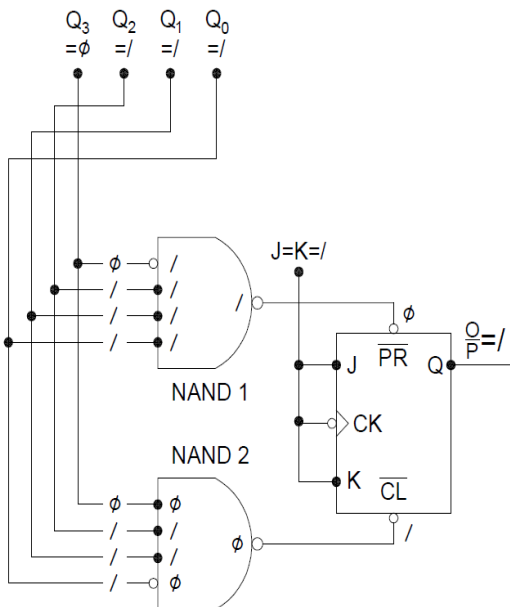 Q3 Q2 Q1 Q0
=ϕ =/ =/ =/
J=K=/
ϕ /
/ /
/ /
/ /
/
ϕ
O/P=/
J PR Q
NAND 1
CK
NAND 2
K CL
ϕ ϕ
/ /
/ /
/ ϕ
ϕ
/